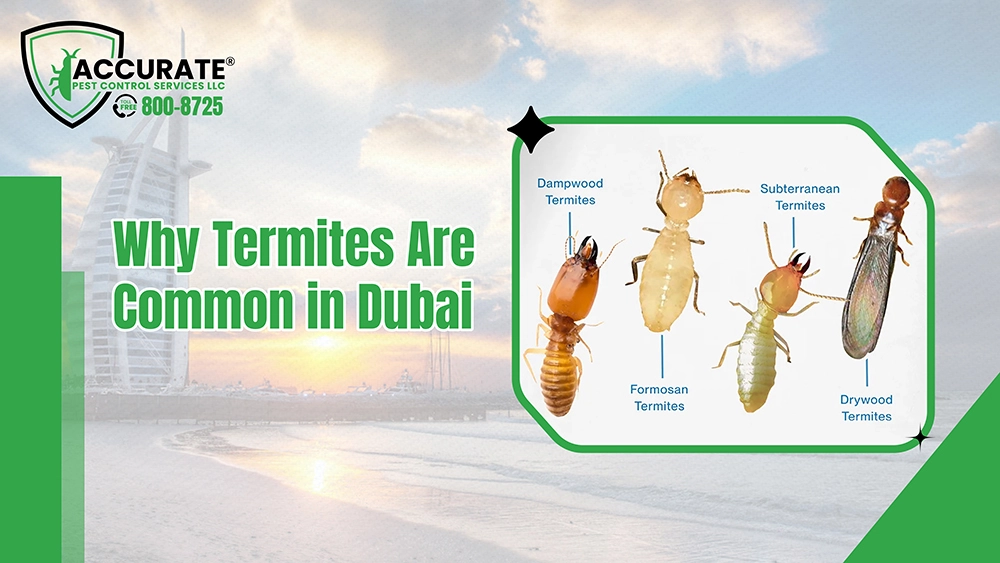 ACCURATE®
PEST CONTROL SERVICES LLC
TOLL
FREE
800-8725
Why Termites Are
Common in Dubai
Dampwood
Termites
Subterranean
Termites
Formosan
Termites
Drywood
Termites